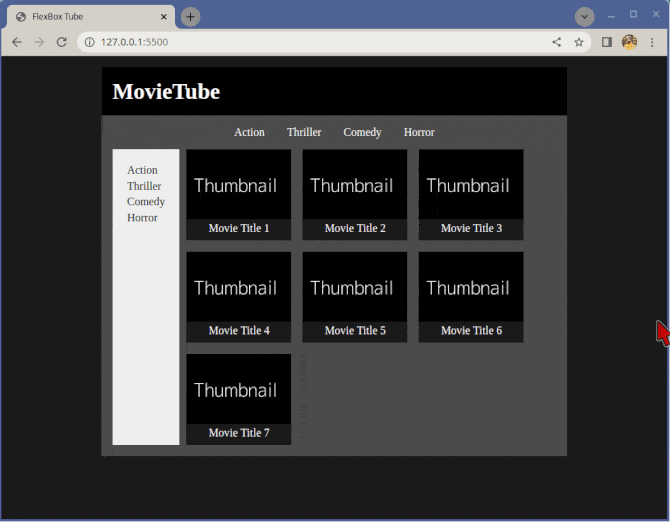 FlexBox Tube
127.0.0.1:5500
MovieTube
Action Thriller Comedy Horror
Action
Thriller
Comedy
Horror
Thumbnail Thumbnail Thumbnail
Movie Title 1 Movie Title 2 Movie Title 3
Thumbnail Thumbnail Thumbnail
Movie Title 4 Movie Title 5 Movie Title 6
Thumbnail
Movie Title 7